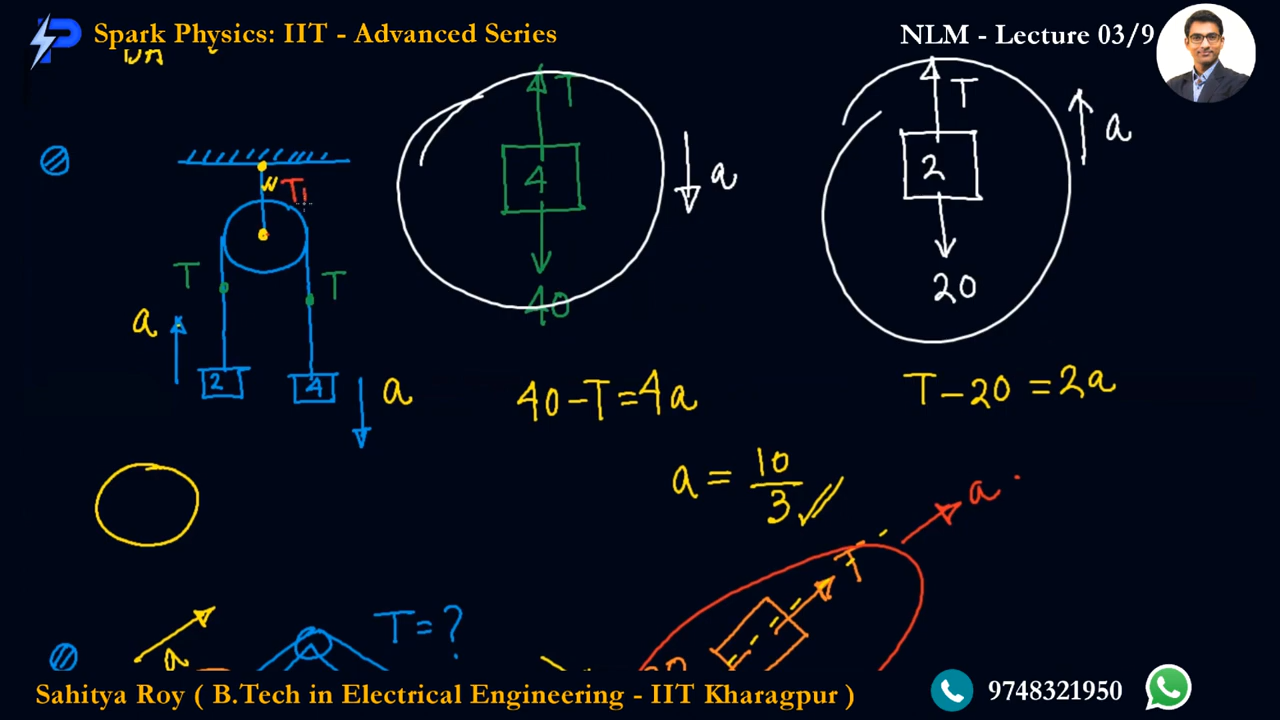 Spark Physics: IIT - Advanced Series
NLM - Lecture 03/9
T
4
40
a
T
2
20
a
T1
T
T
a
2
4
a
40 - T = 4a
T - 20 = 2a
a = 10/3
a
T
T = ?
a
Sahitya Roy ( B.Tech in Electrical Engineering - IIT Kharagpur )
9748321950